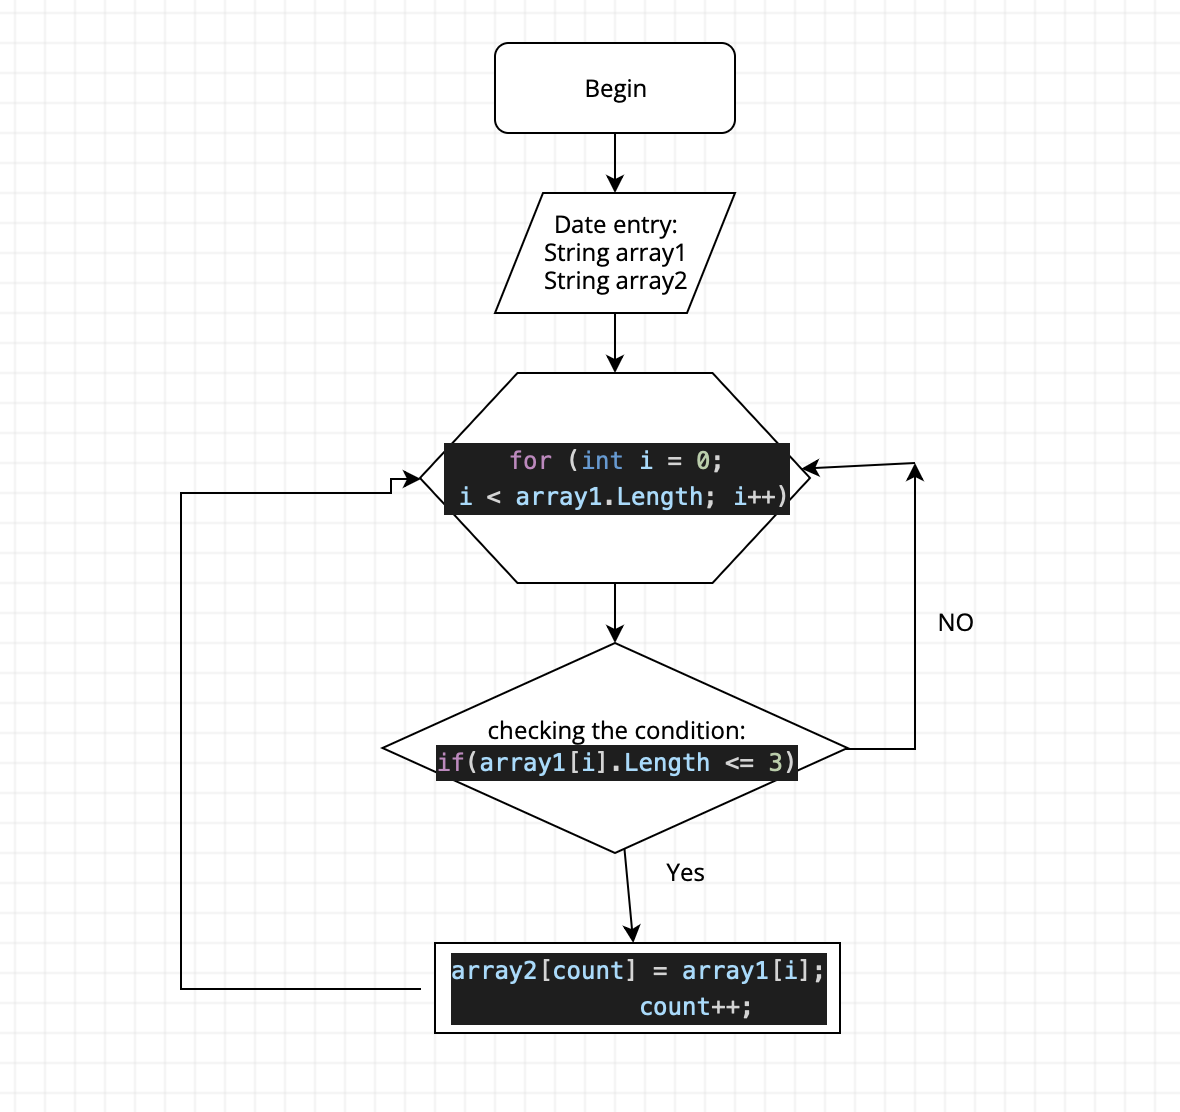 Begin
Date entry:
String array1
String array2
for (int i = 0;
i < array1.Length; i++)
NO
checking the condition:
if(array1[i].Length <= 3)
Yes
array2[count] = array1[i];
count++;